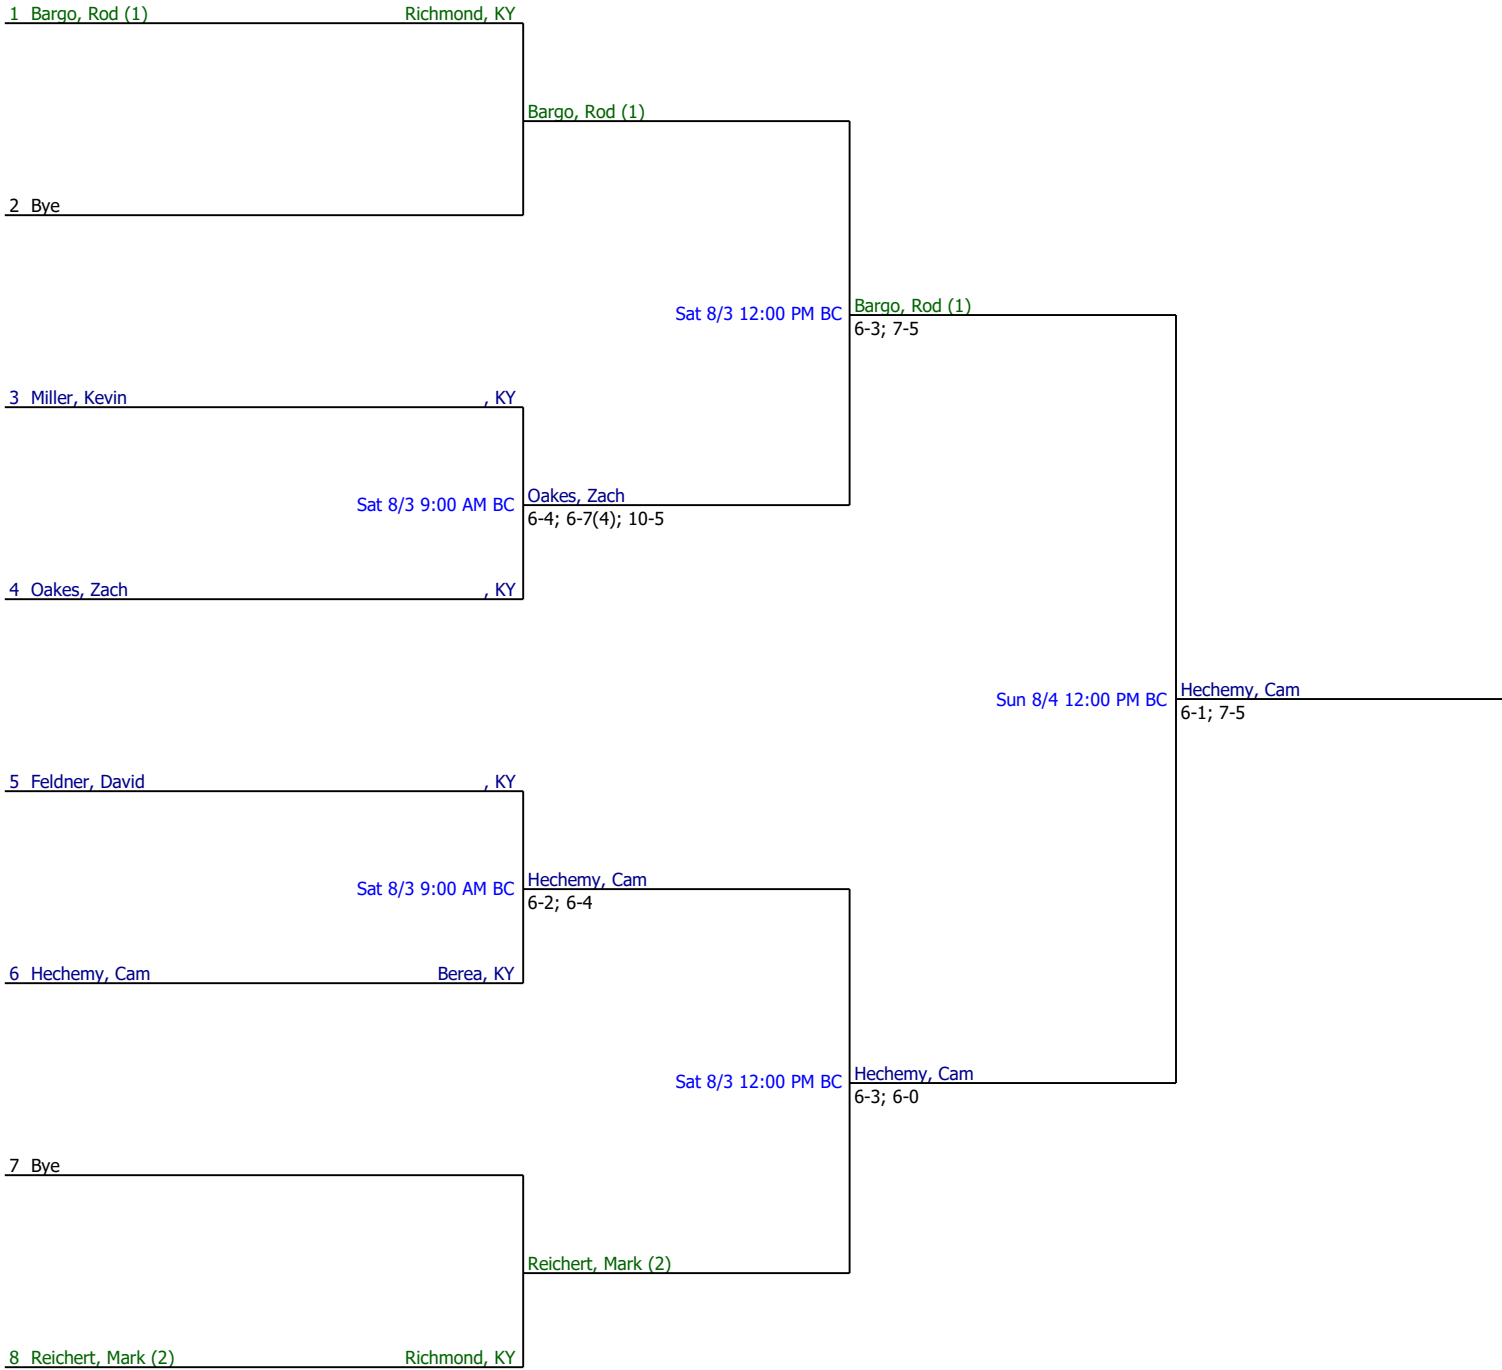 1 Bargo, Rod (1) Richmond, KY
Bargo, Rod (1)
2 Bye
Sat 8/3 12:00 PM BC Bargo, Rod (1)
6-3; 7-5
3 Miller, Kevin , KY
Sat 8/3 9:00 AM BC Oakes, Zach
6-4; 6-7(4); 10-5
4 Oakes, Zach , KY
Sun 8/4 12:00 PM BC Hechemy, Cam
6-1; 7-5
5 Feldner, David , KY
Sat 8/3 9:00 AM BC Hechemy, Cam
6-2; 6-4
6 Hechemy, Cam Berea, KY
Sat 8/3 12:00 PM BC Hechemy, Cam
6-3; 6-0
7 Bye
Reichert, Mark (2)
8 Reichert, Mark (2) Richmond, KY